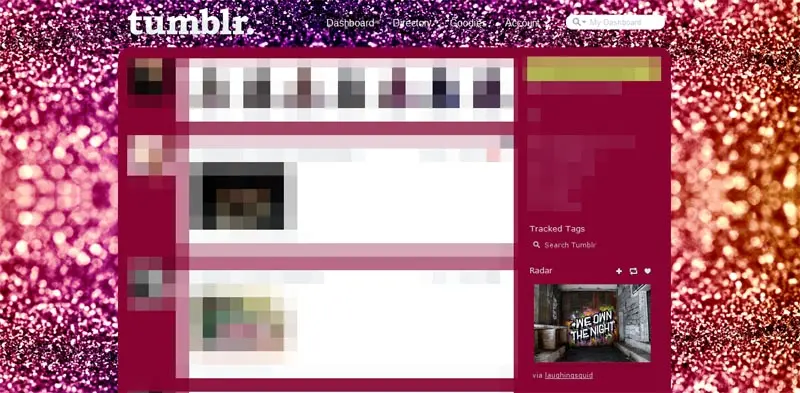 tumblr.
Dashboard Directory Goodies Account
My Dashboard
Tracked Tags
Search Tumblr
Radar
WE OWN
THE NIGHT
via laughingsquid